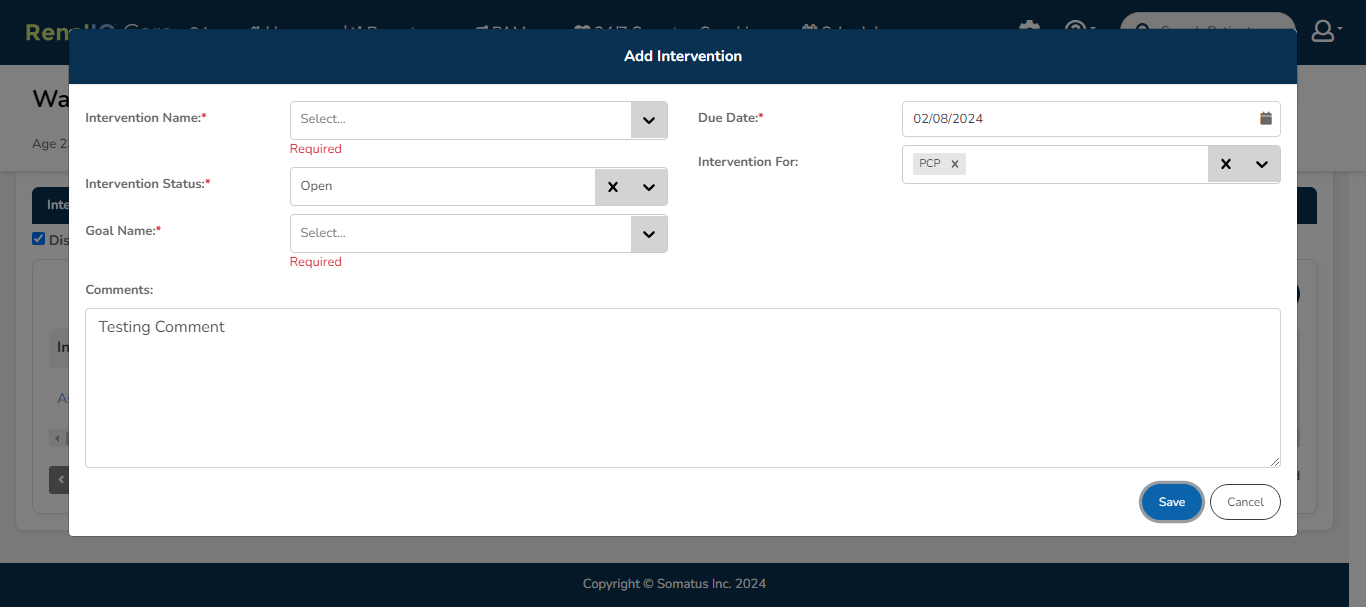 Add Intervention
Intervention Name:*
Select...
Required
Due Date:*
02/08/2024
Intervention For:
PCP
Intervention Status:*
Open
Goal Name:*
Select...
Required
Comments:
Testing Comment
Save
Cancel
Age
Copyright © Somatus Inc. 2024